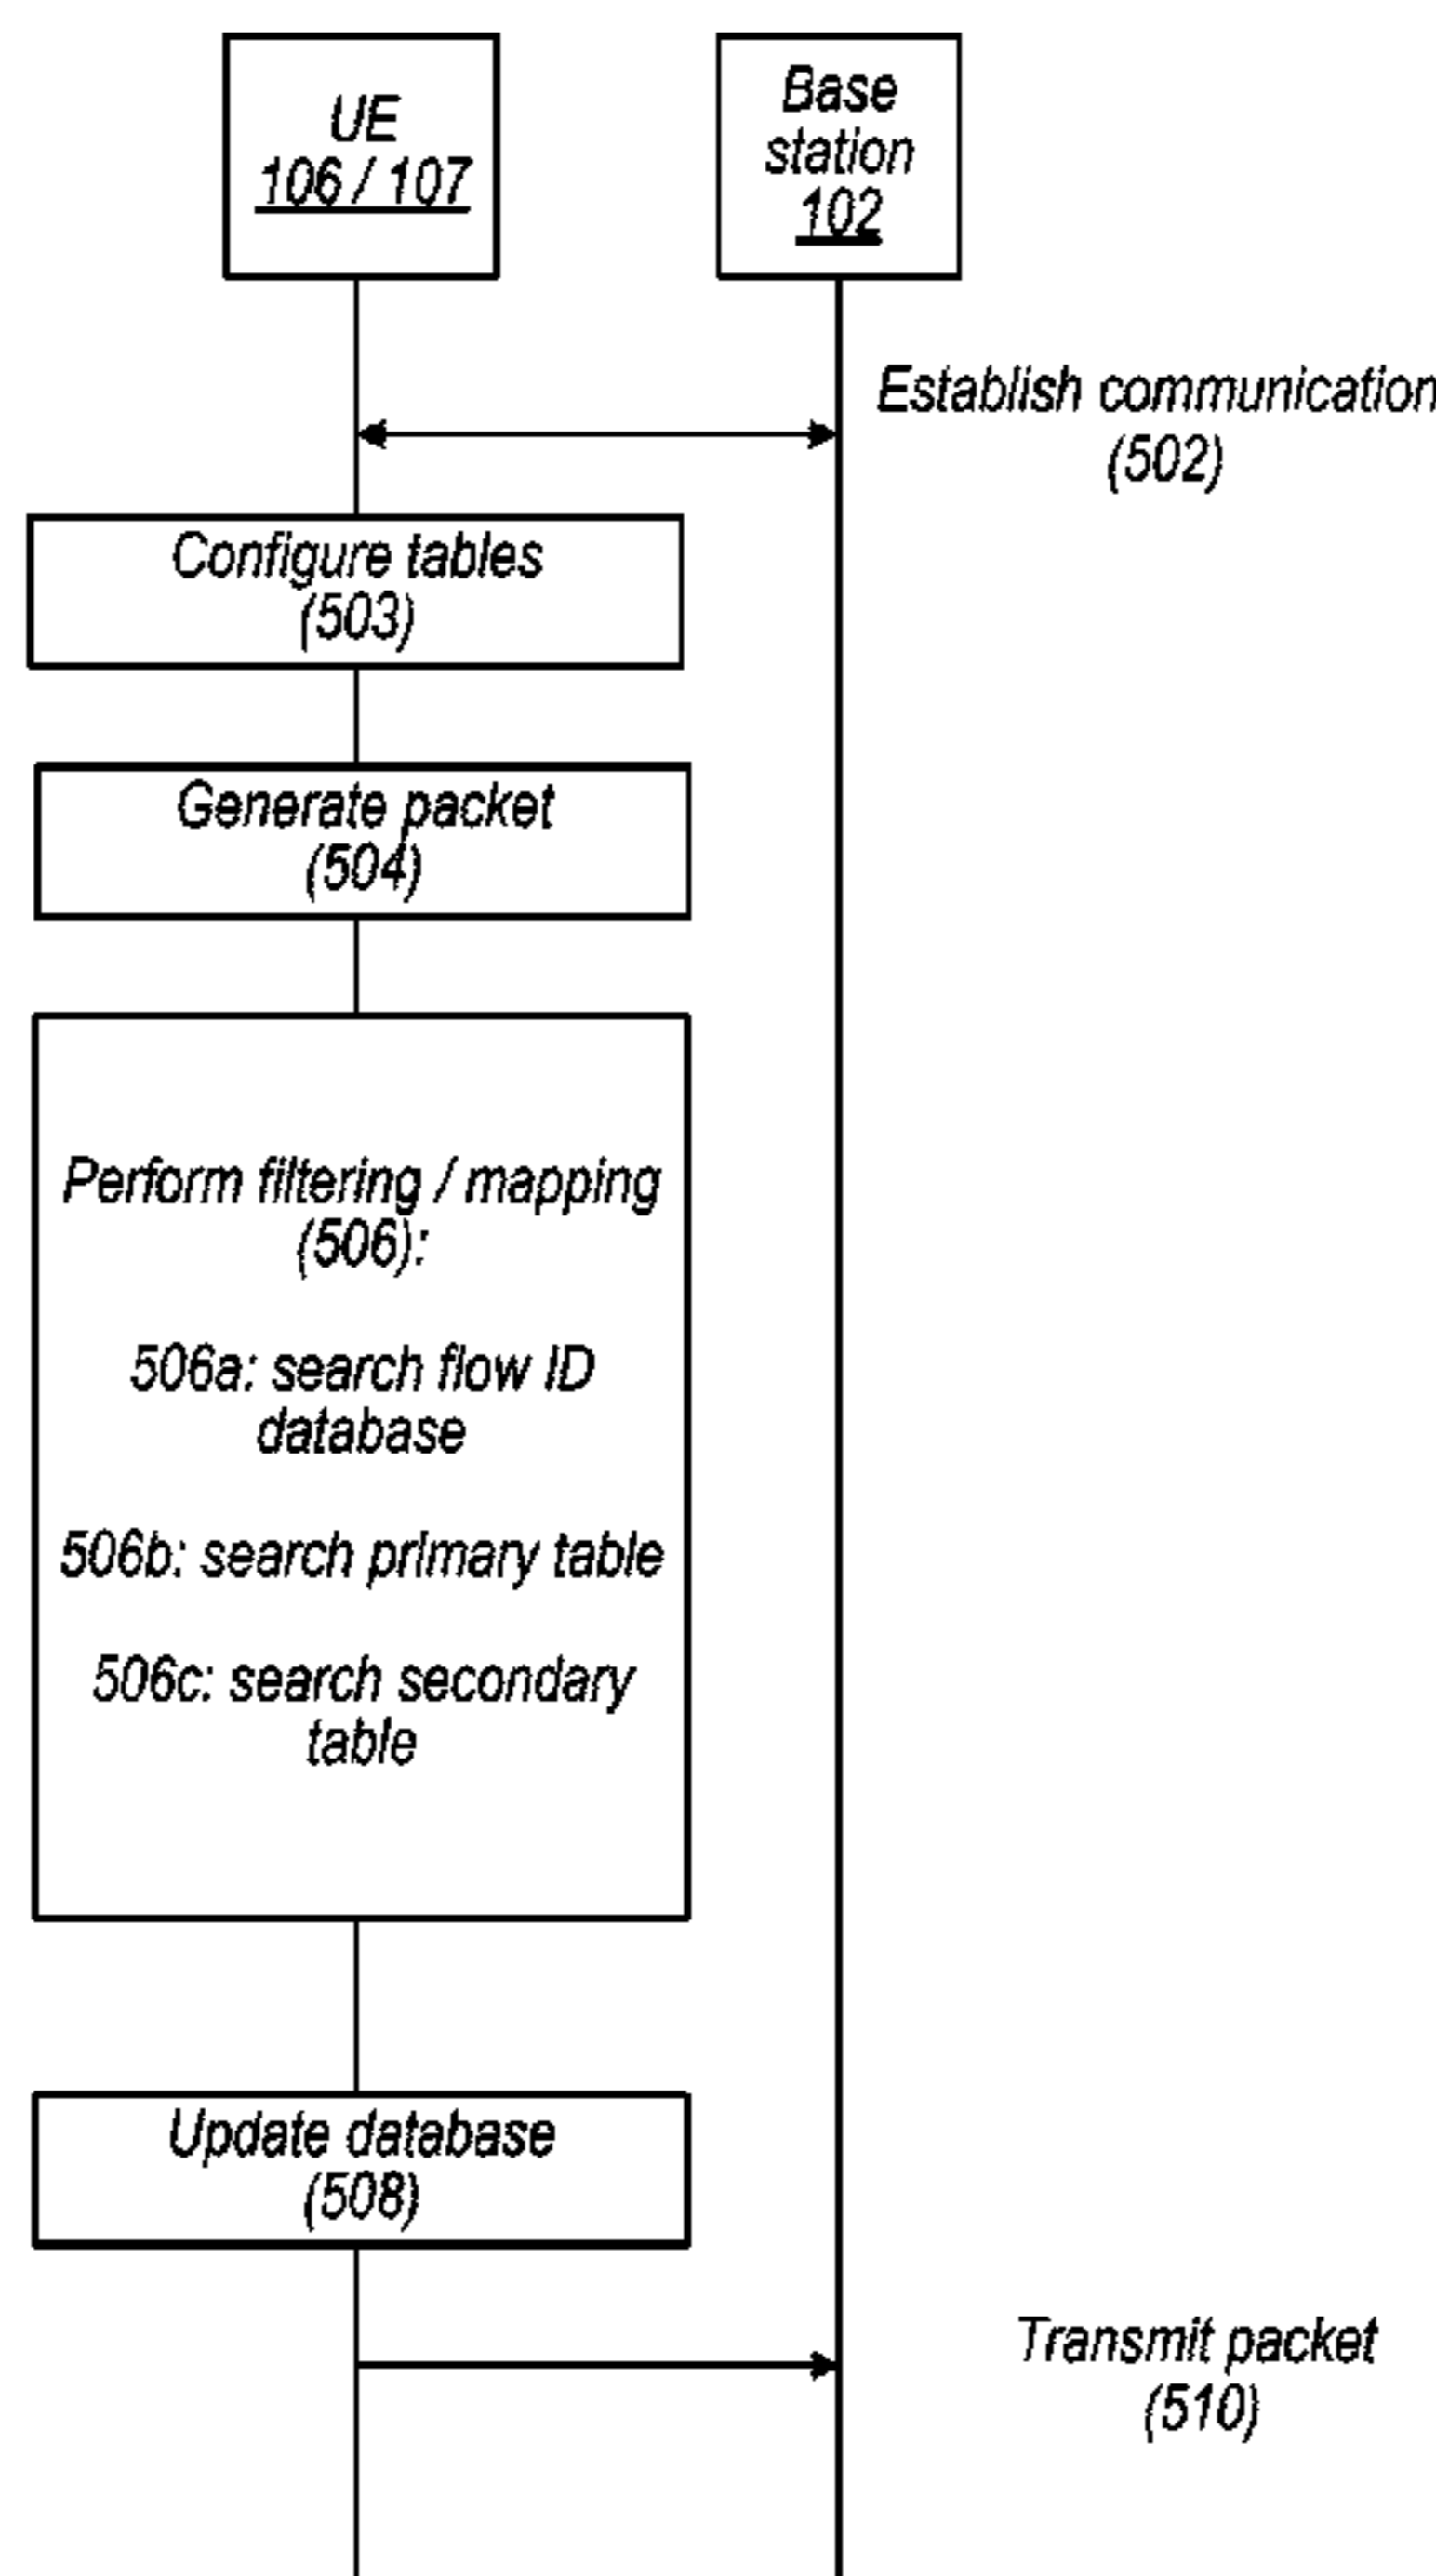 UE
106 / 107
Base
station
102
Establish communication
(502)
Configure tables
(503)
Generate packet
(504)
Perform filtering / mapping
(506):
506a: search flow ID
database
506b: search primary table
506c: search secondary
table
Update database
(508)
Transmit packet
(510)